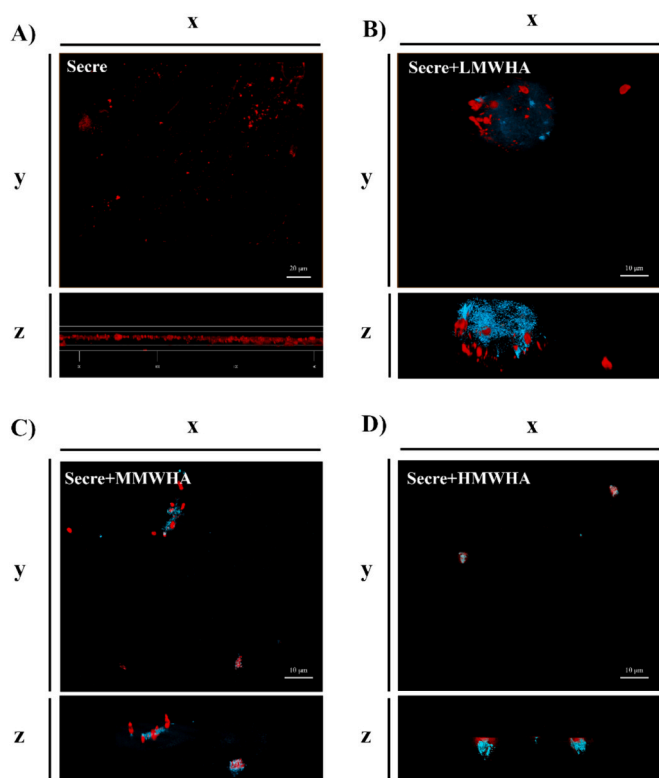 A)
x
Secre
y
20 μm
z
B)
x
Secre+LMWHA
y
10 μm
z
C)
x
Secre+MMWHA
y
10 μm
z
D)
x
Secre+HMWHA
y
10 μm
z